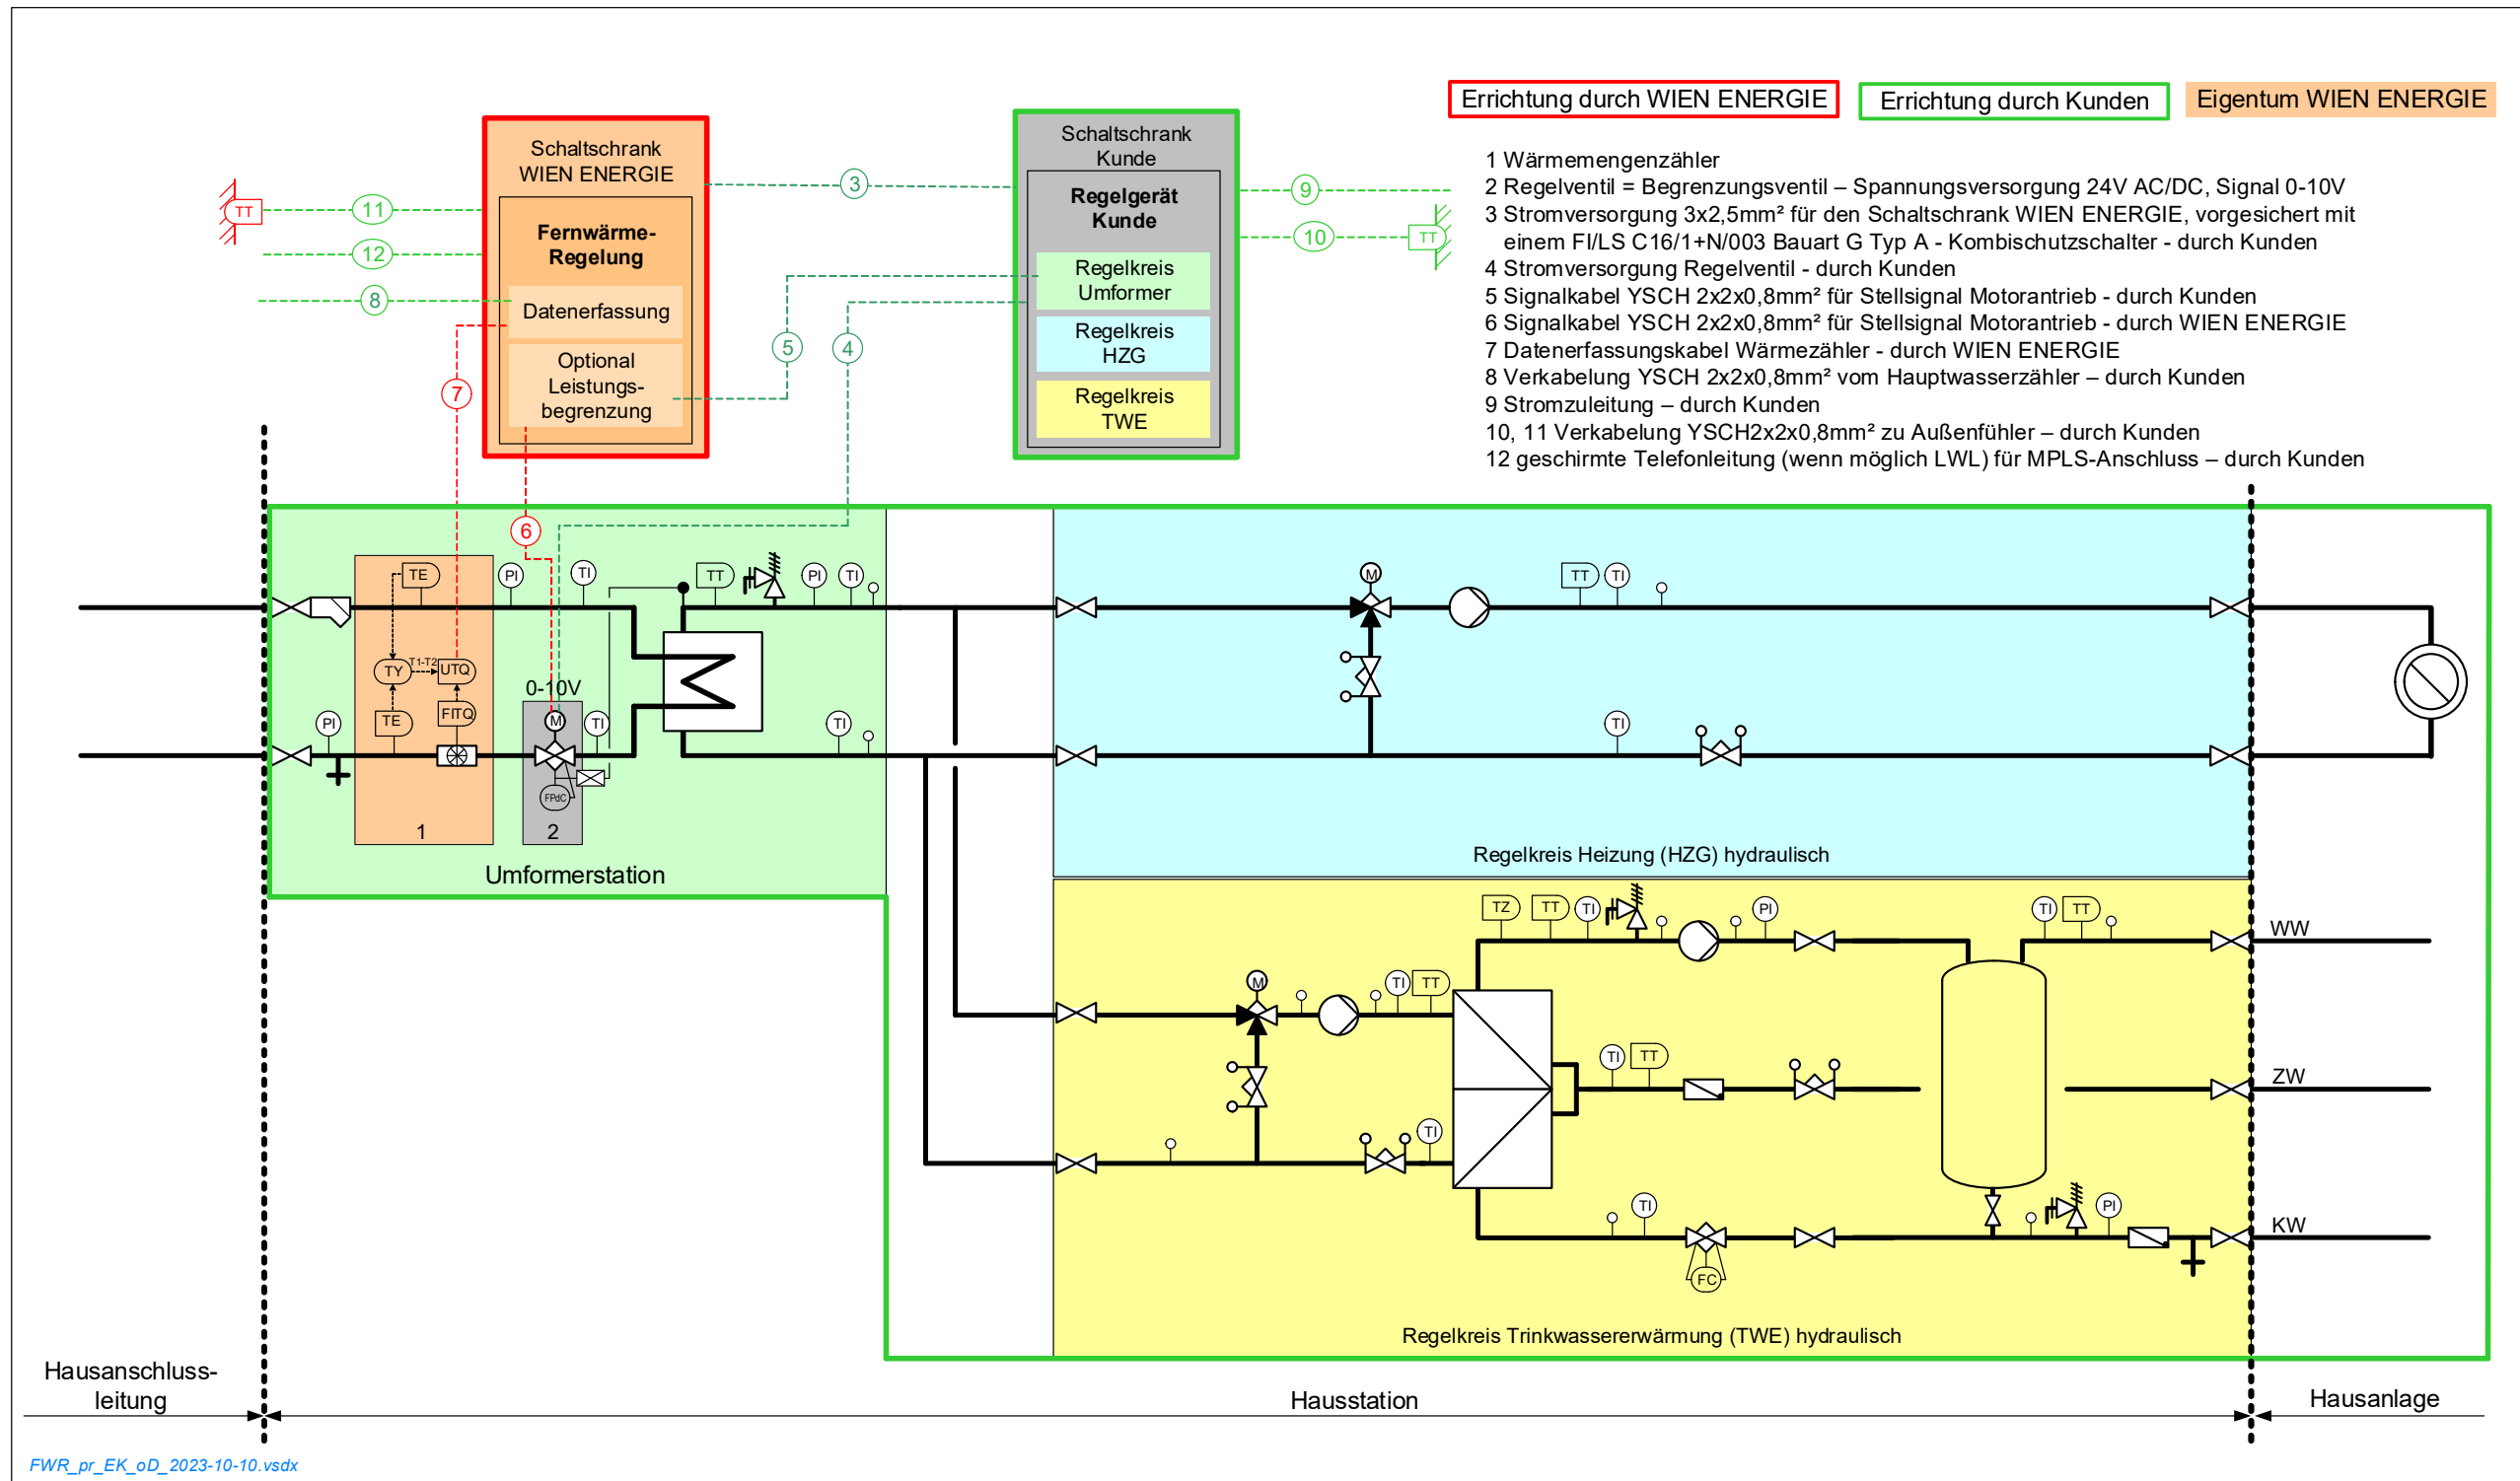 Errichtung durch WIEN ENERGIE
Errichtung durch Kunden
Eigentum WIEN ENERGIE
Schaltschrank
WIEN ENERGIE
Fernwärme-
Regelung
Datenerfassung
Optional
Leistungs-
begrenzung
Schaltschrank
Kunde
Regelgerät
Kunde
Regelkreis
Umformer
Regelkreis
HZG
Regelkreis
TWE
TT
11
12
8
7
6
3
5
4
9
10
TT
1 Wärmemengenzähler
2 Regelventil = Begrenzungsventil – Spannungsversorgung 24V AC/DC, Signal 0-10V
3 Stromversorgung 3x2,5mm² für den Schaltschrank WIEN ENERGIE, vorgesichert mit
einem FI/LS C16/1+N/003 Bauart G Typ A - Kombischutzschalter - durch Kunden
4 Stromversorgung Regelventil - durch Kunden
5 Signalkabel YSCH 2x2x0,8mm² für Stellsignal Motorantrieb - durch Kunden
6 Signalkabel YSCH 2x2x0,8mm² für Stellsignal Motorantrieb - durch WIEN ENERGIE
7 Datenerfassungskabel Wärmezähler - durch WIEN ENERGIE
8 Verkabelung YSCH 2x2x0,8mm² vom Hauptwasserzähler – durch Kunden
9 Stromzuleitung – durch Kunden
10, 11 Verkabelung YSCH2x2x0,8mm² zu Außenfühler – durch Kunden
12 geschirmte Telefonleitung (wenn möglich LWL) für MPLS-Anschluss – durch Kunden
TE
PI
TI
TT
PI
TI
TY
T1-T2
UTQ
0-10V
PI
TE
FITQ
M
TI
TI
FPdC
1
2
Umformerstation
M
TT
TI
TI
Regelkreis Heizung (HZG) hydraulisch
TZ
TT
TI
PI
TI
TT
WW
M
TI
TT
TI
TT
ZW
TI
TI
PI
KW
FC
Regelkreis Trinkwassererwärmung (TWE) hydraulisch
Hausanschluss-
leitung
Hausstation
Hausanlage
FWR_pr_EK_oD_2023-10-10.vsdx